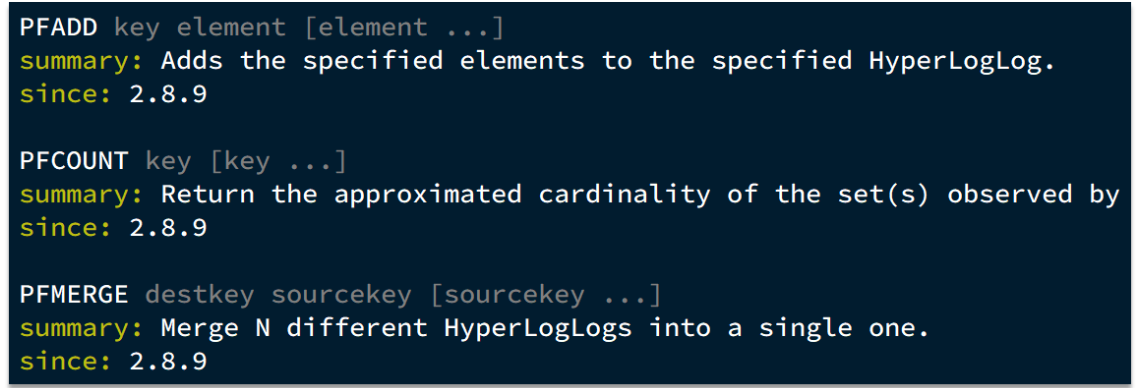 PFADD key element [element ...]
summary: Adds the specified elements to the specified HyperLogLog.
since: 2.8.9
PFCOUNT key [key ...]
summary: Return the approximated cardinality of the set(s) observed by
since: 2.8.9
PFMERGE destkey sourcekey [sourcekey ...]
summary: Merge N different HyperLogLogs into a single one.
since: 2.8.9